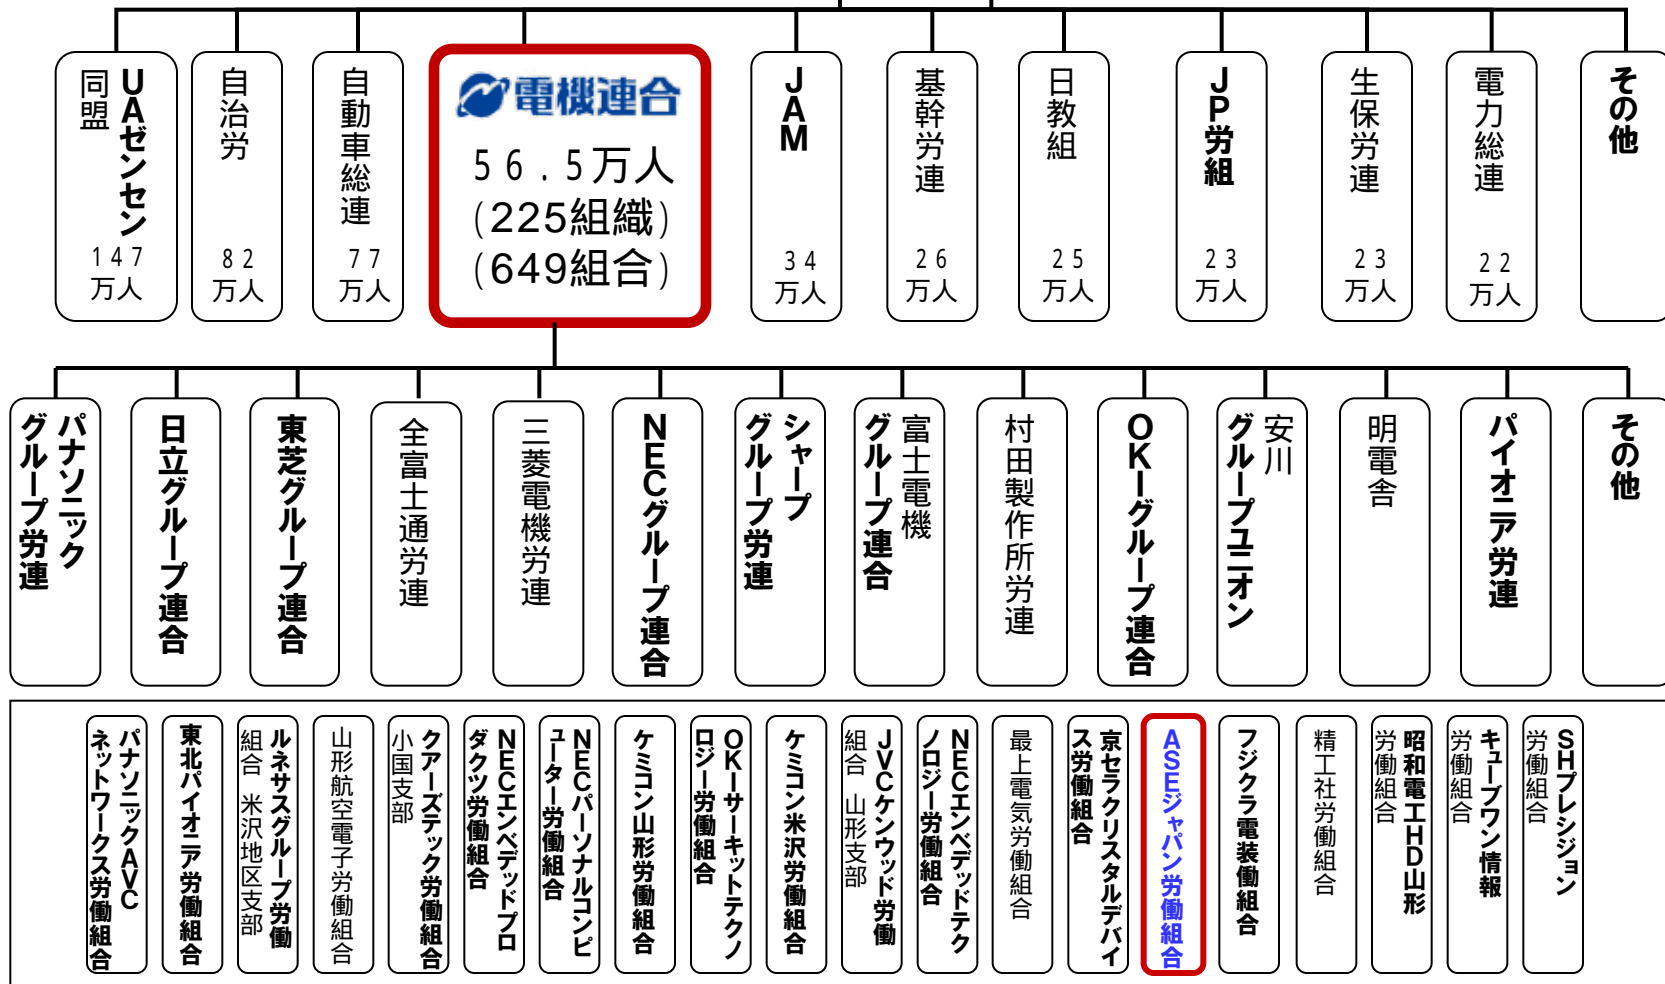 UAゼンセン
同盟
147
万人
自治労
82
万人
自動車総連
77
万人
電機連合
56.5万人
(225組織)
(649組合)
JAM
34
万人
基幹労連
26
万人
日教組
25
万人
JP労組
23
万人
生保労連
23
万人
電力総連
22
万人
その他
パナソニック
グループ労連
日立グループ連合
東芝グループ連合
全富士通労連
三菱電機労連
NECグループ連合
シャープ
グループ労連
富士電機
グループ連合
村田製作所労連
OKIグループ連合
安川
グループユニオン
明電舎
パイオニア労連
その他
パナソニックAVC
ネットワークス労働組合
東北パイオニア労働組合
ルネサスグループ労働
組合 米沢地区支部
山形航空電子労働組合
クアーズテック労働組合
小国支部
NECエンベデッドプロ
ダクツ労働組合
NECパーソナルコンピ
ューター労働組合
ケミコン山形労働組合
OKIサーキットテクノ
ロジー労働組合
ケミコン米沢労働組合
JVCケンウッド労働
組合 山形支部
NECエンベデッドテク
ノロジー労働組合
最上電気労働組合
京セラクリスタルデバイ
ス労働組合
ASEジャパン労働組合
フジクラ電装働組合
精工社労働組合
昭和電工HD山形
労働組合
キューブワン情報
労働組合
SHプレシジョン
労働組合